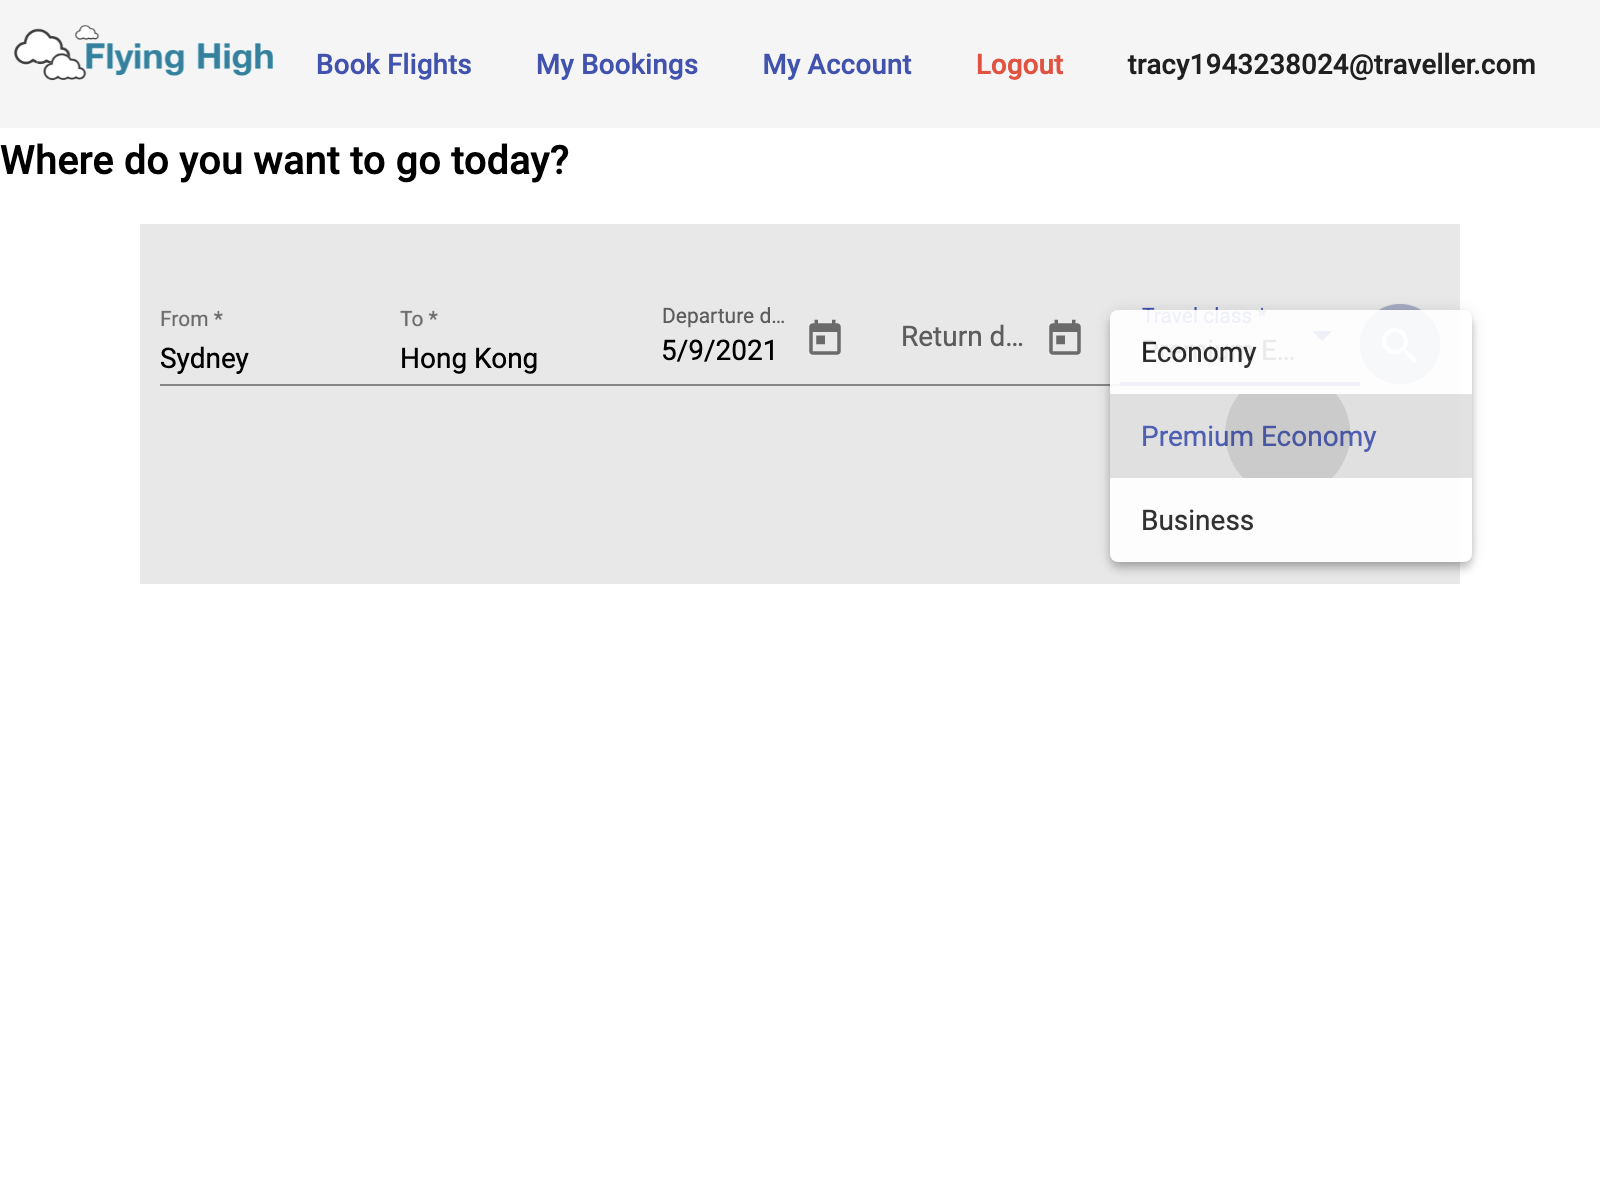 Flying High
Book Flights
My Bookings
My Account
Logout
tracy1943238024@traveller.com
Where do you want to go today?
From *
Sydney
To *
Hong Kong
Departure d...
5/9/2021
Return d...
Travel class *
Economy
E...
Premium Economy
Business